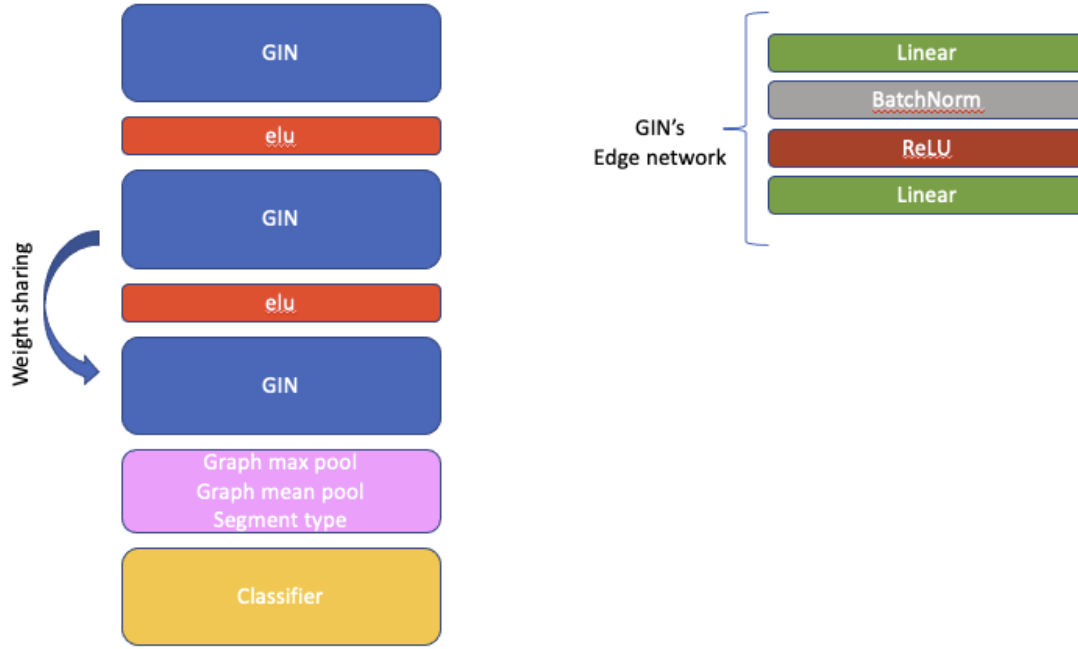 GIN
elu
GIN
elu
GIN
Graph max pool
Graph mean pool
Segment type
Classifier
Weight sharing
GIN's
Edge network
Linear
BatchNorm
ReLU
Linear